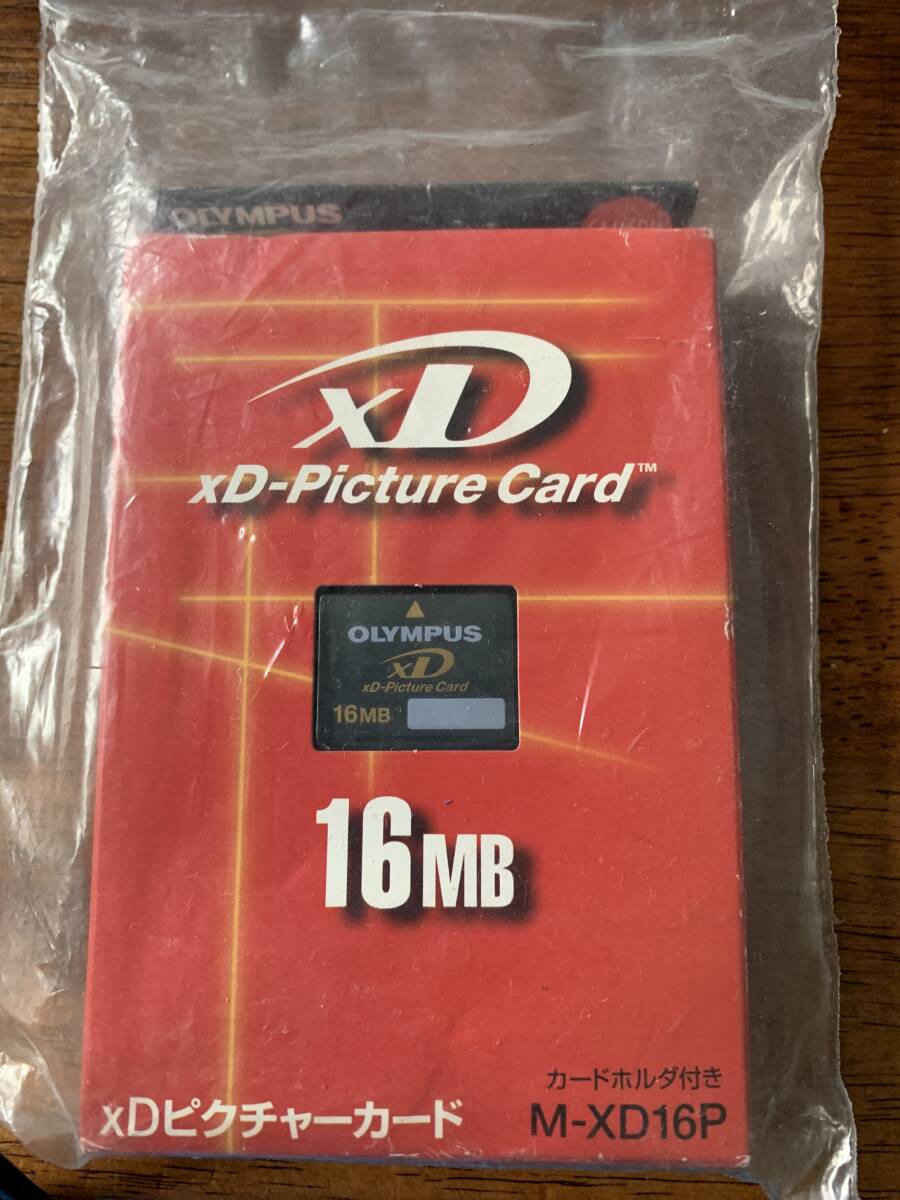 OLYMPUS
xD
xD-Picture Card™
OLYMPUS
xD
xD-Picture Card
16MB
16MB
カードホルダ付き
xDピクチャーカード M-XD16P